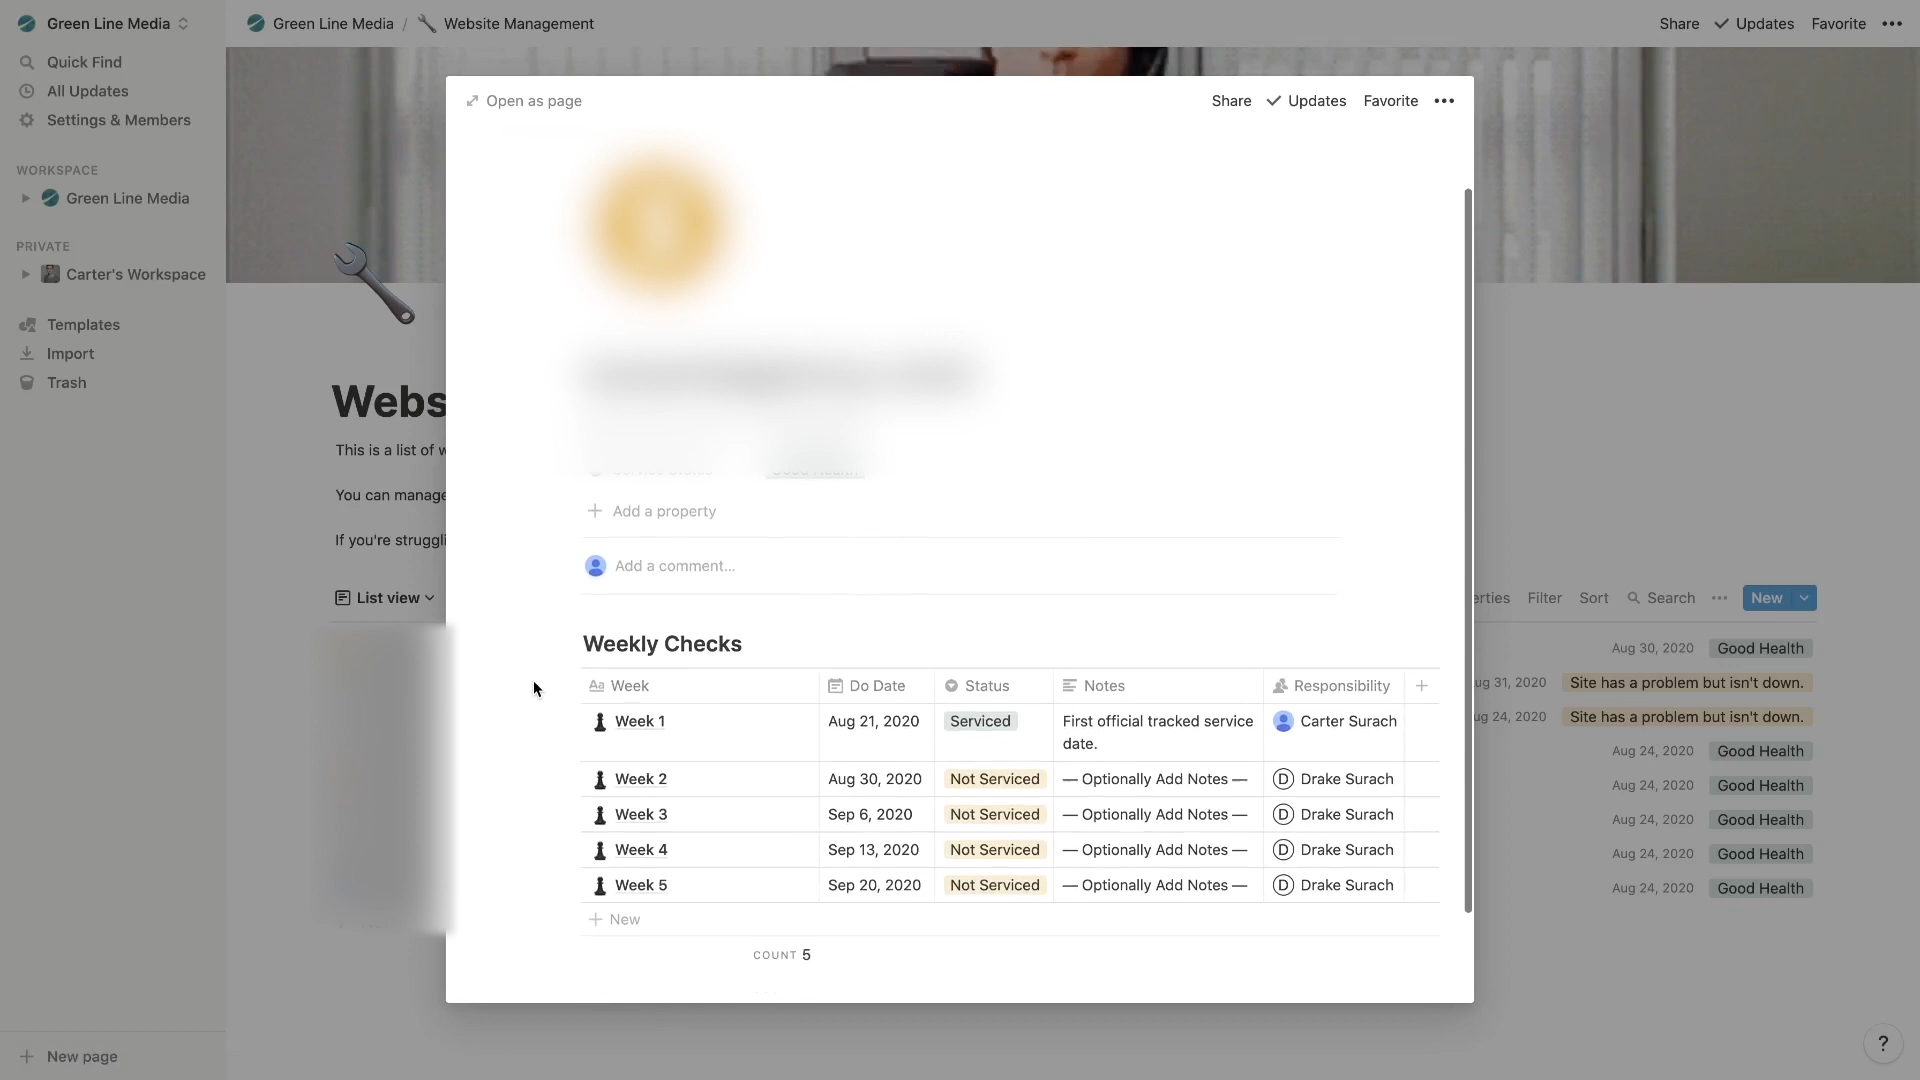 Green Line Media
Green Line Media / Website Management
Share Updates Favorite
Quick Find
All Updates
Settings & Members
WORKSPACE
Green Line Media
PRIVATE
Carter's Workspace
Templates
Import
Trash
New page
Webs
This is a list of w
You can manage
If you're struggli
List view
Open as page
Share Updates Favorite
Good Health
Add a property
Add a comment...
Weekly Checks
Aa Week Do Date Status Notes Responsibility
Week 1 Aug 21, 2020 Serviced First official tracked service Carter Surach
date.
Week 2 Aug 30, 2020 Not Serviced — Optionally Add Notes — D Drake Surach
Week 3 Sep 6, 2020 Not Serviced — Optionally Add Notes — D Drake Surach
Week 4 Sep 13, 2020 Not Serviced — Optionally Add Notes — D Drake Surach
Week 5 Sep 20, 2020 Not Serviced — Optionally Add Notes — D Drake Surach
+ New
COUNT 5
erties Filter Sort Search New
Aug 30, 2020 Good Health
ug 31, 2020 Site has a problem but isn't down.
ug 24, 2020 Site has a problem but isn't down.
Aug 24, 2020 Good Health
Aug 24, 2020 Good Health
Aug 24, 2020 Good Health
Aug 24, 2020 Good Health
Aug 24, 2020 Good Health
?